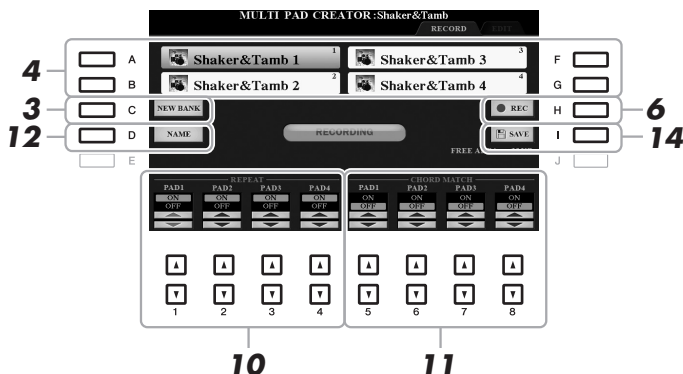 MULTI PAD CREATOR :Shaker&Tamb
RECORD EDIT
4 A Shaker&Tamb 1 1 Shaker&Tamb 3 3 F
B Shaker&Tamb 2 2 Shaker&Tamb 4 4 G
3 C NEW BANK REC H 6
12 D NAME RECORDING SAVE I 14
E FREE J
REPEAT CHORD MATCH
PAD1 PAD2 PAD3 PAD4 PAD1 PAD2 PAD3 PAD4
ON ON ON ON ON ON ON ON
OFF OFF OFF OFF OFF OFF OFF OFF
1 2 3 4 5 6 7 8
10 11